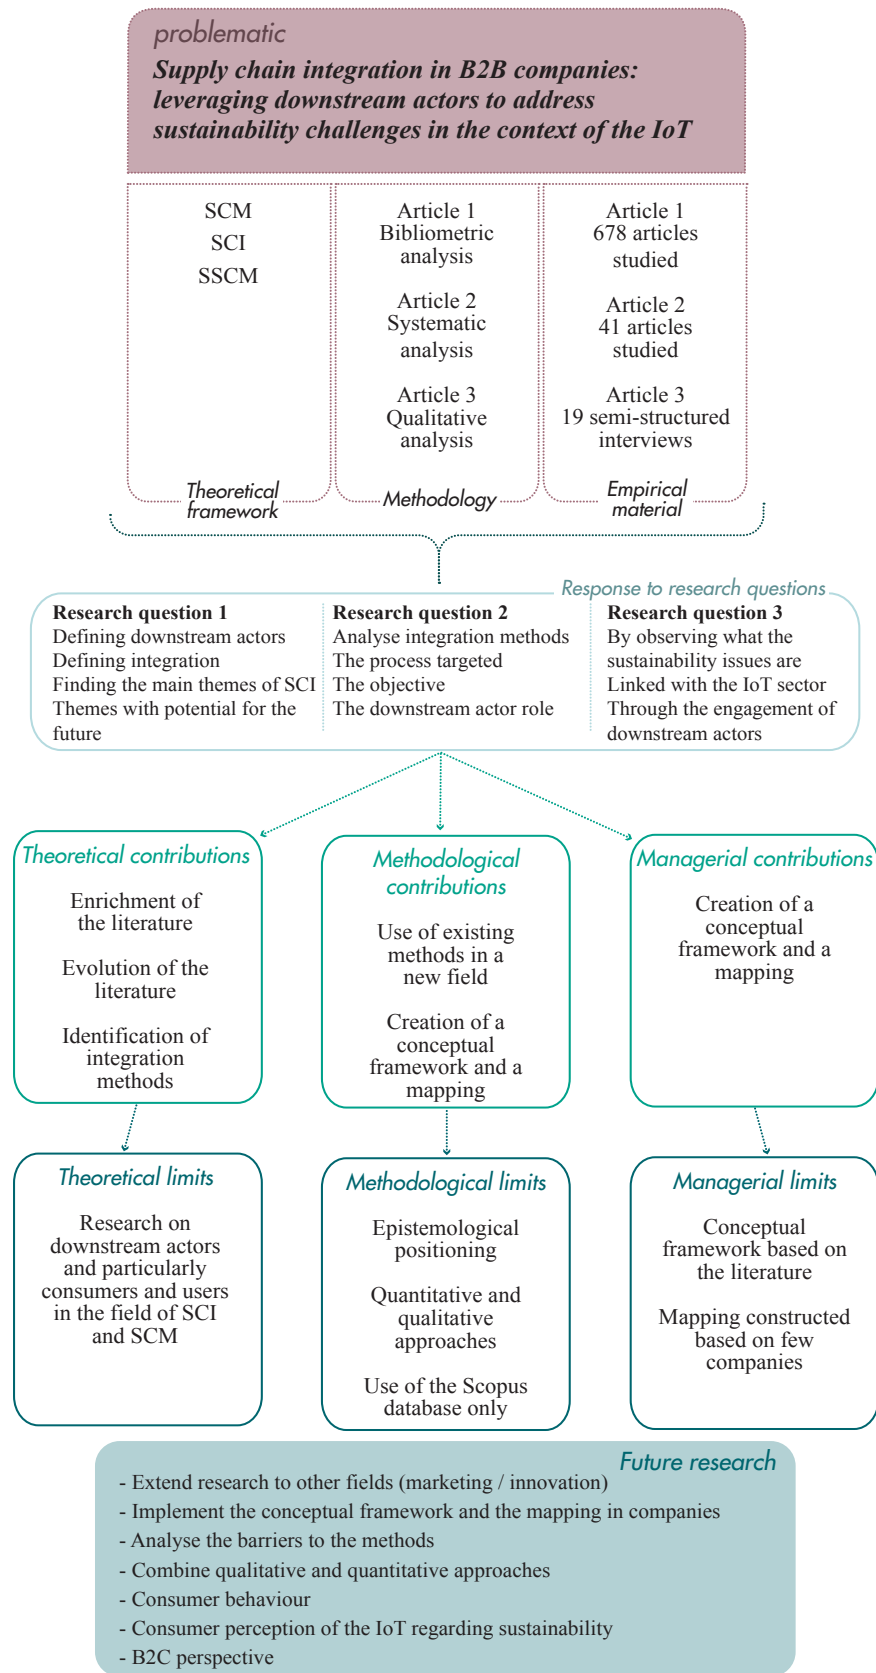 problematic
Supply chain integration in B2B companies:
leveraging downstream actors to address
sustainability challenges in the context of the IoT
SCM
SCI
SSCM
Theoretical
framework
Article 1
Bibliometric
analysis
Article 2
Systematic
analysis
Article 3
Qualitative
analysis
Methodology
Article 1
678 articles
studied
Article 2
41 articles
studied
Article 3
19 semi-structured
interviews
Empirical
material
Response to research questions
Research question 1
Defining downstream actors
Defining integration
Finding the main themes of SCI
Themes with potential for the
future
Research question 2
Analyse integration methods
The process targeted
The objective
The downstream actor role
Research question 3
By observing what the
sustainability issues are
Linked with the IoT sector
Through the engagement of
downstream actors
Theoretical contributions
Enrichment of
the literature
Evolution of the
literature
Identification of
integration
methods
Methodological
contributions
Use of existing
methods in a
new field
Creation of a
conceptual
framework and a
mapping
Managerial contributions
Creation of a
conceptual
framework and a
mapping
Theoretical limits
Research on
downstream actors
and particularly
consumers and users
in the field of SCI
and SCM
Methodological limits
Epistemological
positioning
Quantitative and
qualitative
approaches
Use of the Scopus
database only
Managerial limits
Conceptual
framework based on
the literature
Mapping constructed
based on few
companies
Future research
- Extend research to other fields (marketing / innovation)
- Implement the conceptual framework and the mapping in companies
- Analyse the barriers to the methods
- Combine qualitative and quantitative approaches
- Consumer behaviour
- Consumer perception of the IoT regarding sustainability
- B2C perspective